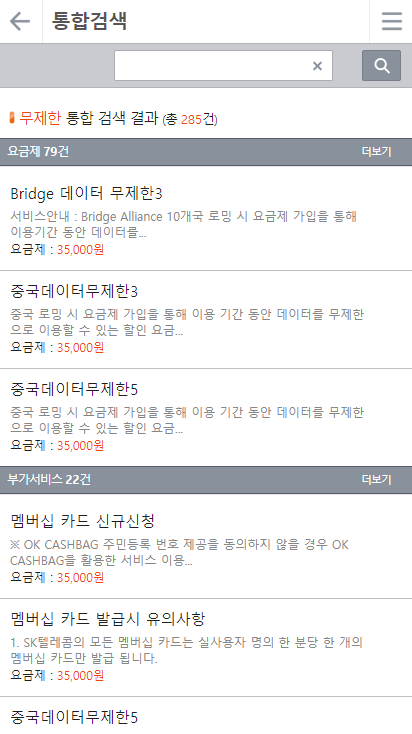 통합검색
무제한 통합 검색 결과 (총 285건)
요금제 79건 더보기
Bridge 데이터 무제한3
서비스안내 : Bridge Alliance 10개국 로밍 시 요금제 가입을 통해
이용기간 동안 데이터를...
요금제 : 35,000원
중국데이터무제한3
중국 로밍 시 요금제 가입을 통해 이용 기간 동안 데이터를 무제한
으로 이용할 수 있는 할인 요금...
요금제 : 35,000원
중국데이터무제한5
중국 로밍 시 요금제 가입을 통해 이용 기간 동안 데이터를 무제한
으로 이용할 수 있는 할인 요금...
요금제 : 35,000원
부가서비스 22건 더보기
멤버십 카드 신규신청
※ OK CASHBAG 주민등록 번호 제공을 동의하지 않을 경우 OK
CASHBAG을 활용한 서비스 이용...
요금제 : 35,000원
멤버십 카드 발급시 유의사항
1. SK텔레콤의 모든 멤버십 카드는 실사용자 명의 한 분당 한 개의
멤버십 카드만 발급 됩니다.
요금제 : 35,000원
중국데이터무제한5